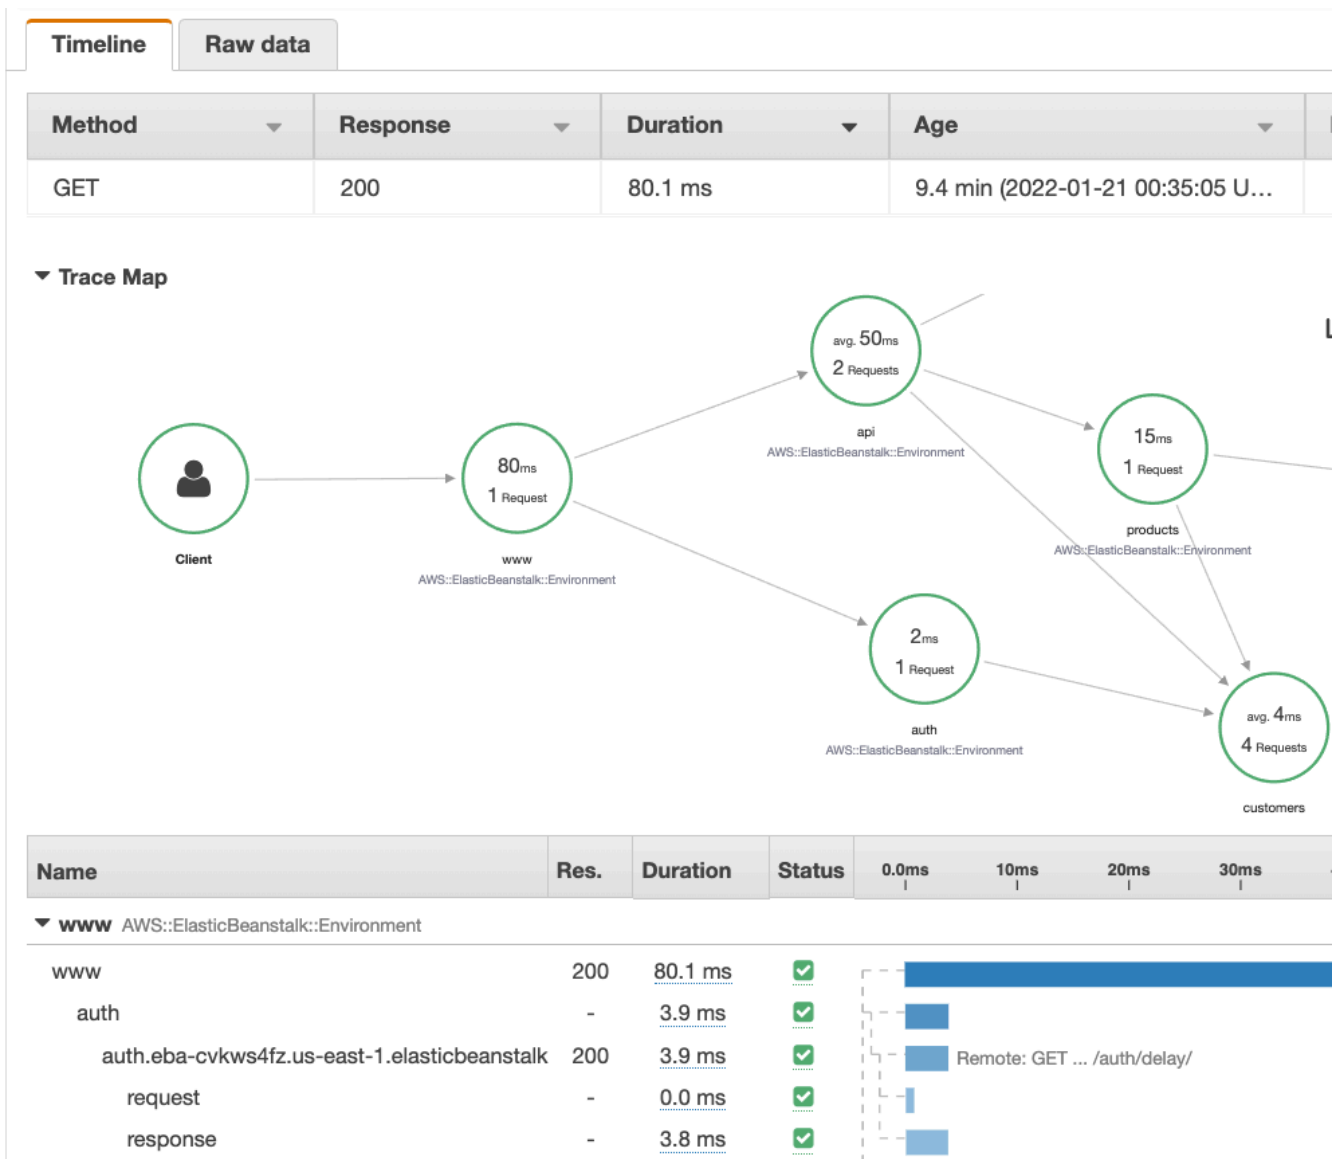 Timeline Raw data
Method Response Duration Age
GET 200 80.1 ms 9.4 min (2022-01-21 00:35:05 U...
Trace Map
avg. 50ms
2 Requests
api
AWS::ElasticBeanstalk::Environment
15ms
1 Request
products
AWS::ElasticBeanstalk::Environment
80ms
1 Request
Client
www
AWS::ElasticBeanstalk::Environment
2ms
1 Request
auth
AWS::ElasticBeanstalk::Environment
avg. 4ms
4 Requests
customers
Name Res. Duration Status 0.0ms 10ms 20ms 30ms
www AWS::ElasticBeanstalk::Environment
www 200 80.1 ms
auth - 3.9 ms
auth.eba-cvkws4fz.us-east-1.elasticbeanstalk 200 3.9 ms Remote: GET ... /auth/delay/
request - 0.0 ms
response - 3.8 ms